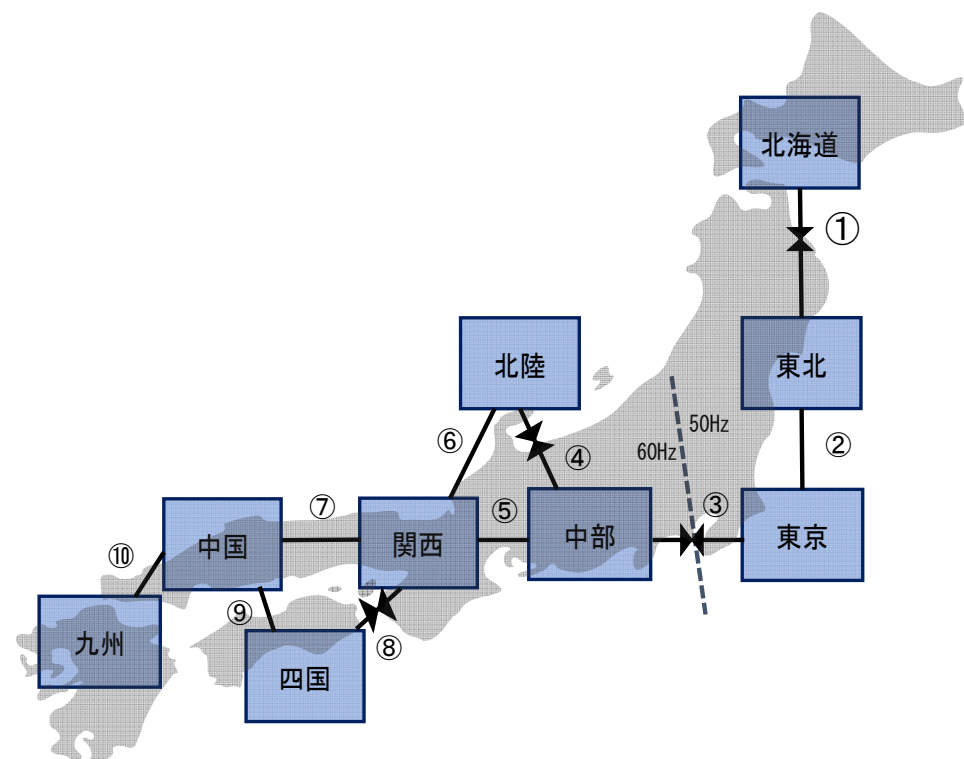 北海道
①
北陸
東北
50Hz
60Hz
⑥
④
②
⑦
⑤
③
中国
関西
中部
東京
⑩
九州
⑨
⑧
四国